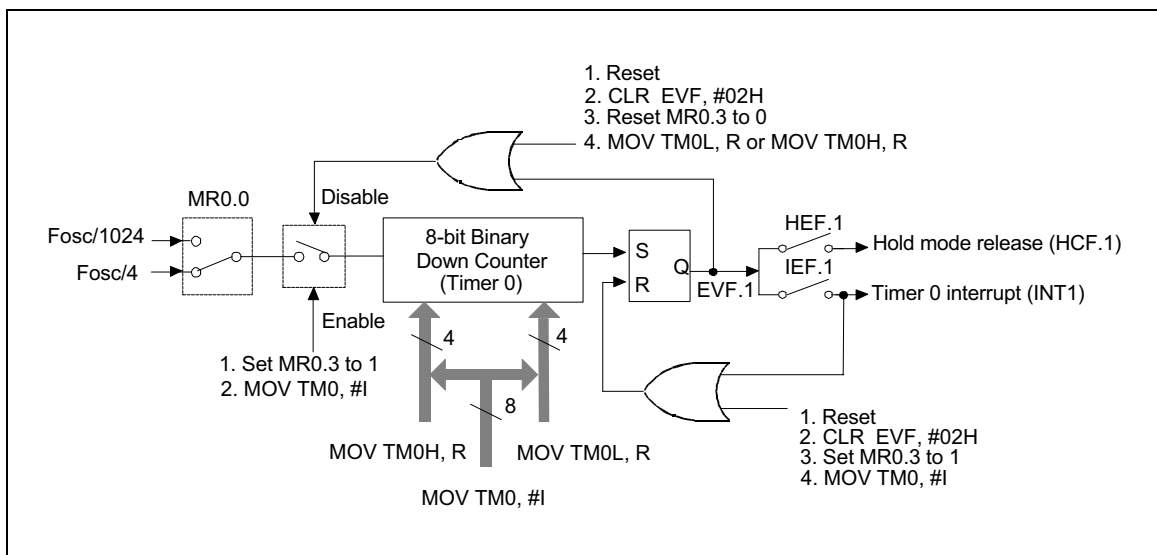 1. Reset
2. CLR EVF, #02H
3. Reset MR0.3 to 0
4. MOV TM0L, R or MOV TM0H, R
MR0.0
Disable
Fosc/1024
Fosc/4
8-bit Binary
Down Counter
(Timer 0)
S
R
Q
EVF.1
HEF.1
Hold mode release (HCF.1)
IEF.1
Timer 0 interrupt (INT1)
Enable
1. Set MR0.3 to 1
2. MOV TM0, #I
4
4
8
MOV TM0H, R
MOV TM0L, R
MOV TM0, #I
1. Reset
2. CLR EVF, #02H
3. Set MR0.3 to 1
4. MOV TM0, #I